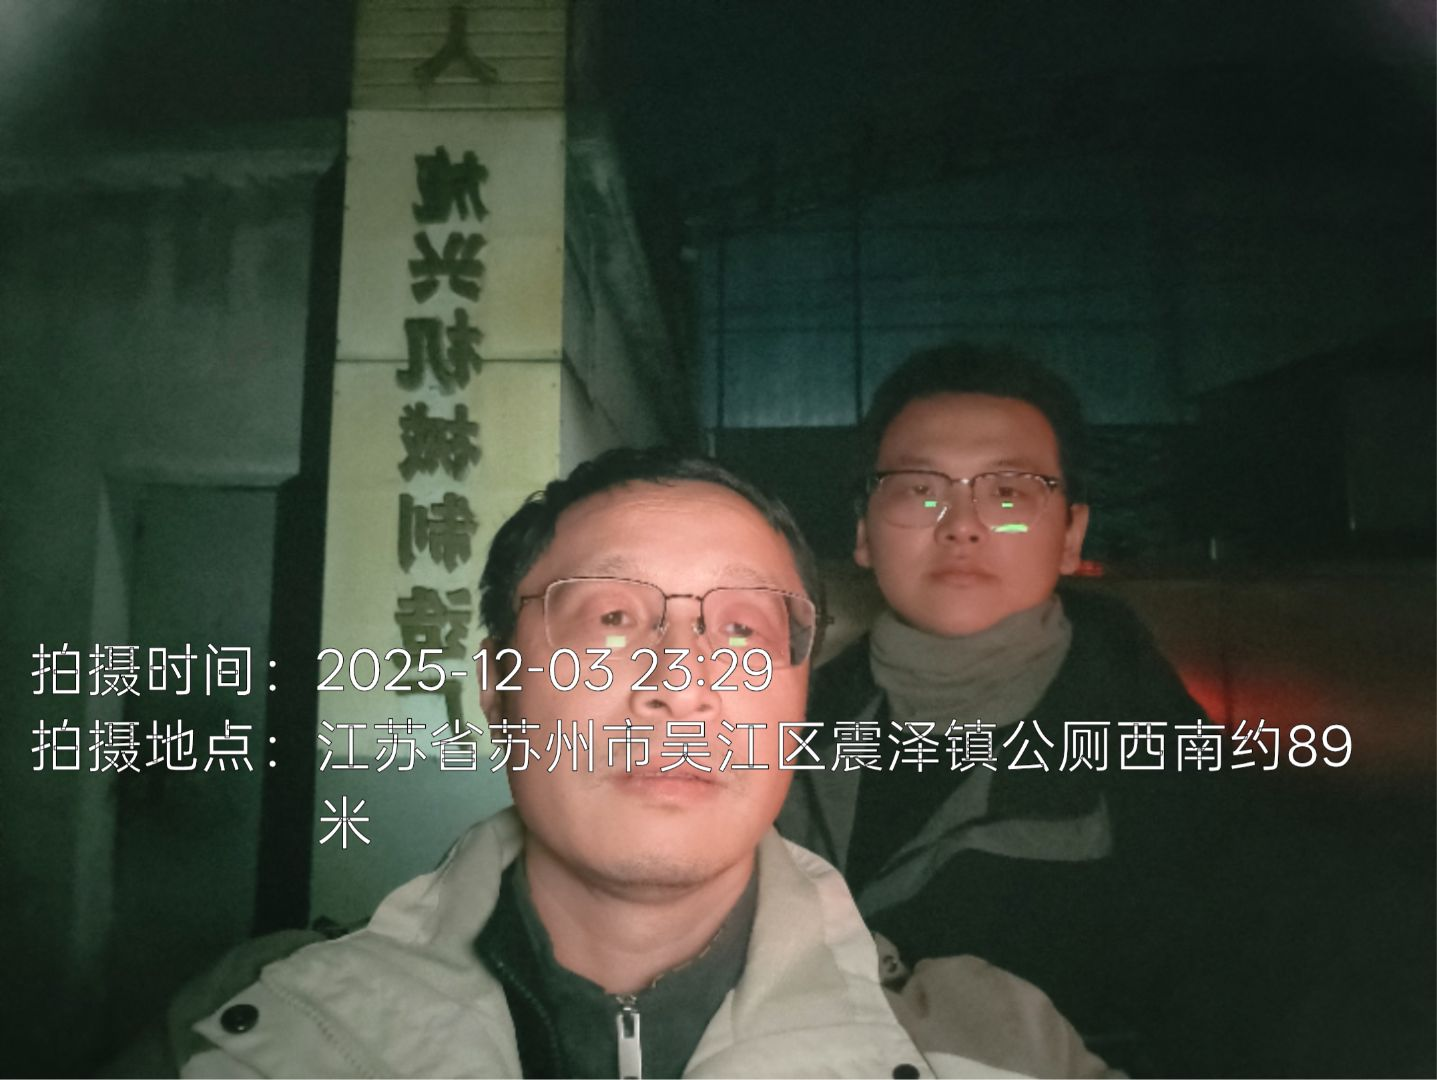 人
施兴机械制造厂
拍摄时间：2025-12-03 23:29
拍摄地点：江苏省苏州市吴江区震泽镇公厕西南约89
米